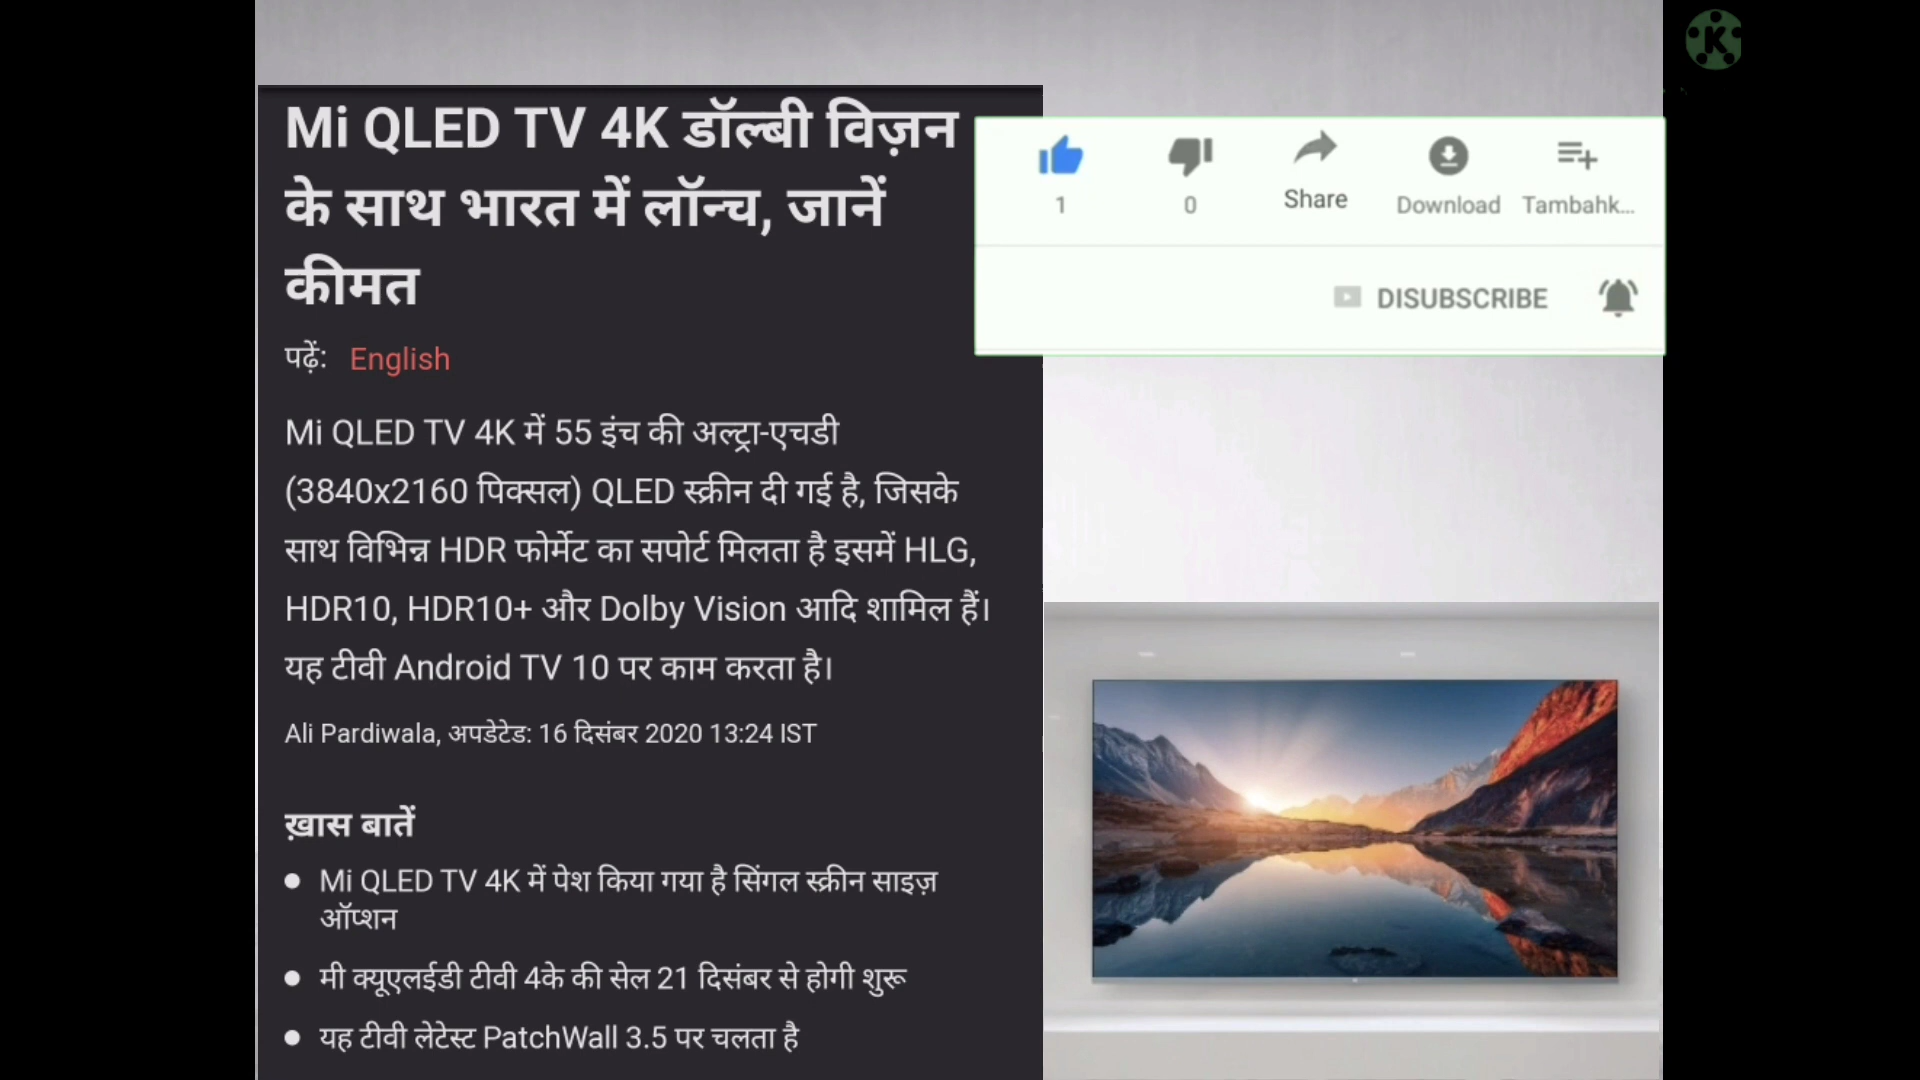 Mi QLED TV 4K डॉल्बी विज़न
के साथ भारत में लॉन्च, जानें
कीमत
पढ़ें: English
Mi QLED TV 4K में 55 इंच की अल्ट्रा-एचडी
(3840x2160 पिक्सल) QLED स्क्रीन दी गई है, जिसके
साथ विभिन्न HDR फोर्मेट का सपोर्ट मिलता है इसमें HLG,
HDR10, HDR10+ और Dolby Vision आदि शामिल हैं।
यह टीवी Android TV 10 पर काम करता है।
Ali Pardiwala, अपडेटेड: 16 दिसंबर 2020 13:24 IST
ख़ास बातें
Mi QLED TV 4K में पेश किया गया है सिंगल स्क्रीन साइज़
ऑप्शन
मी क्यूएलईडी टीवी 4के की सेल 21 दिसंबर से होगी शुरू
यह टीवी लेटेस्ट PatchWall 3.5 पर चलता है
1 0 Share Download Tambahk...
DISUBSCRIBE
K